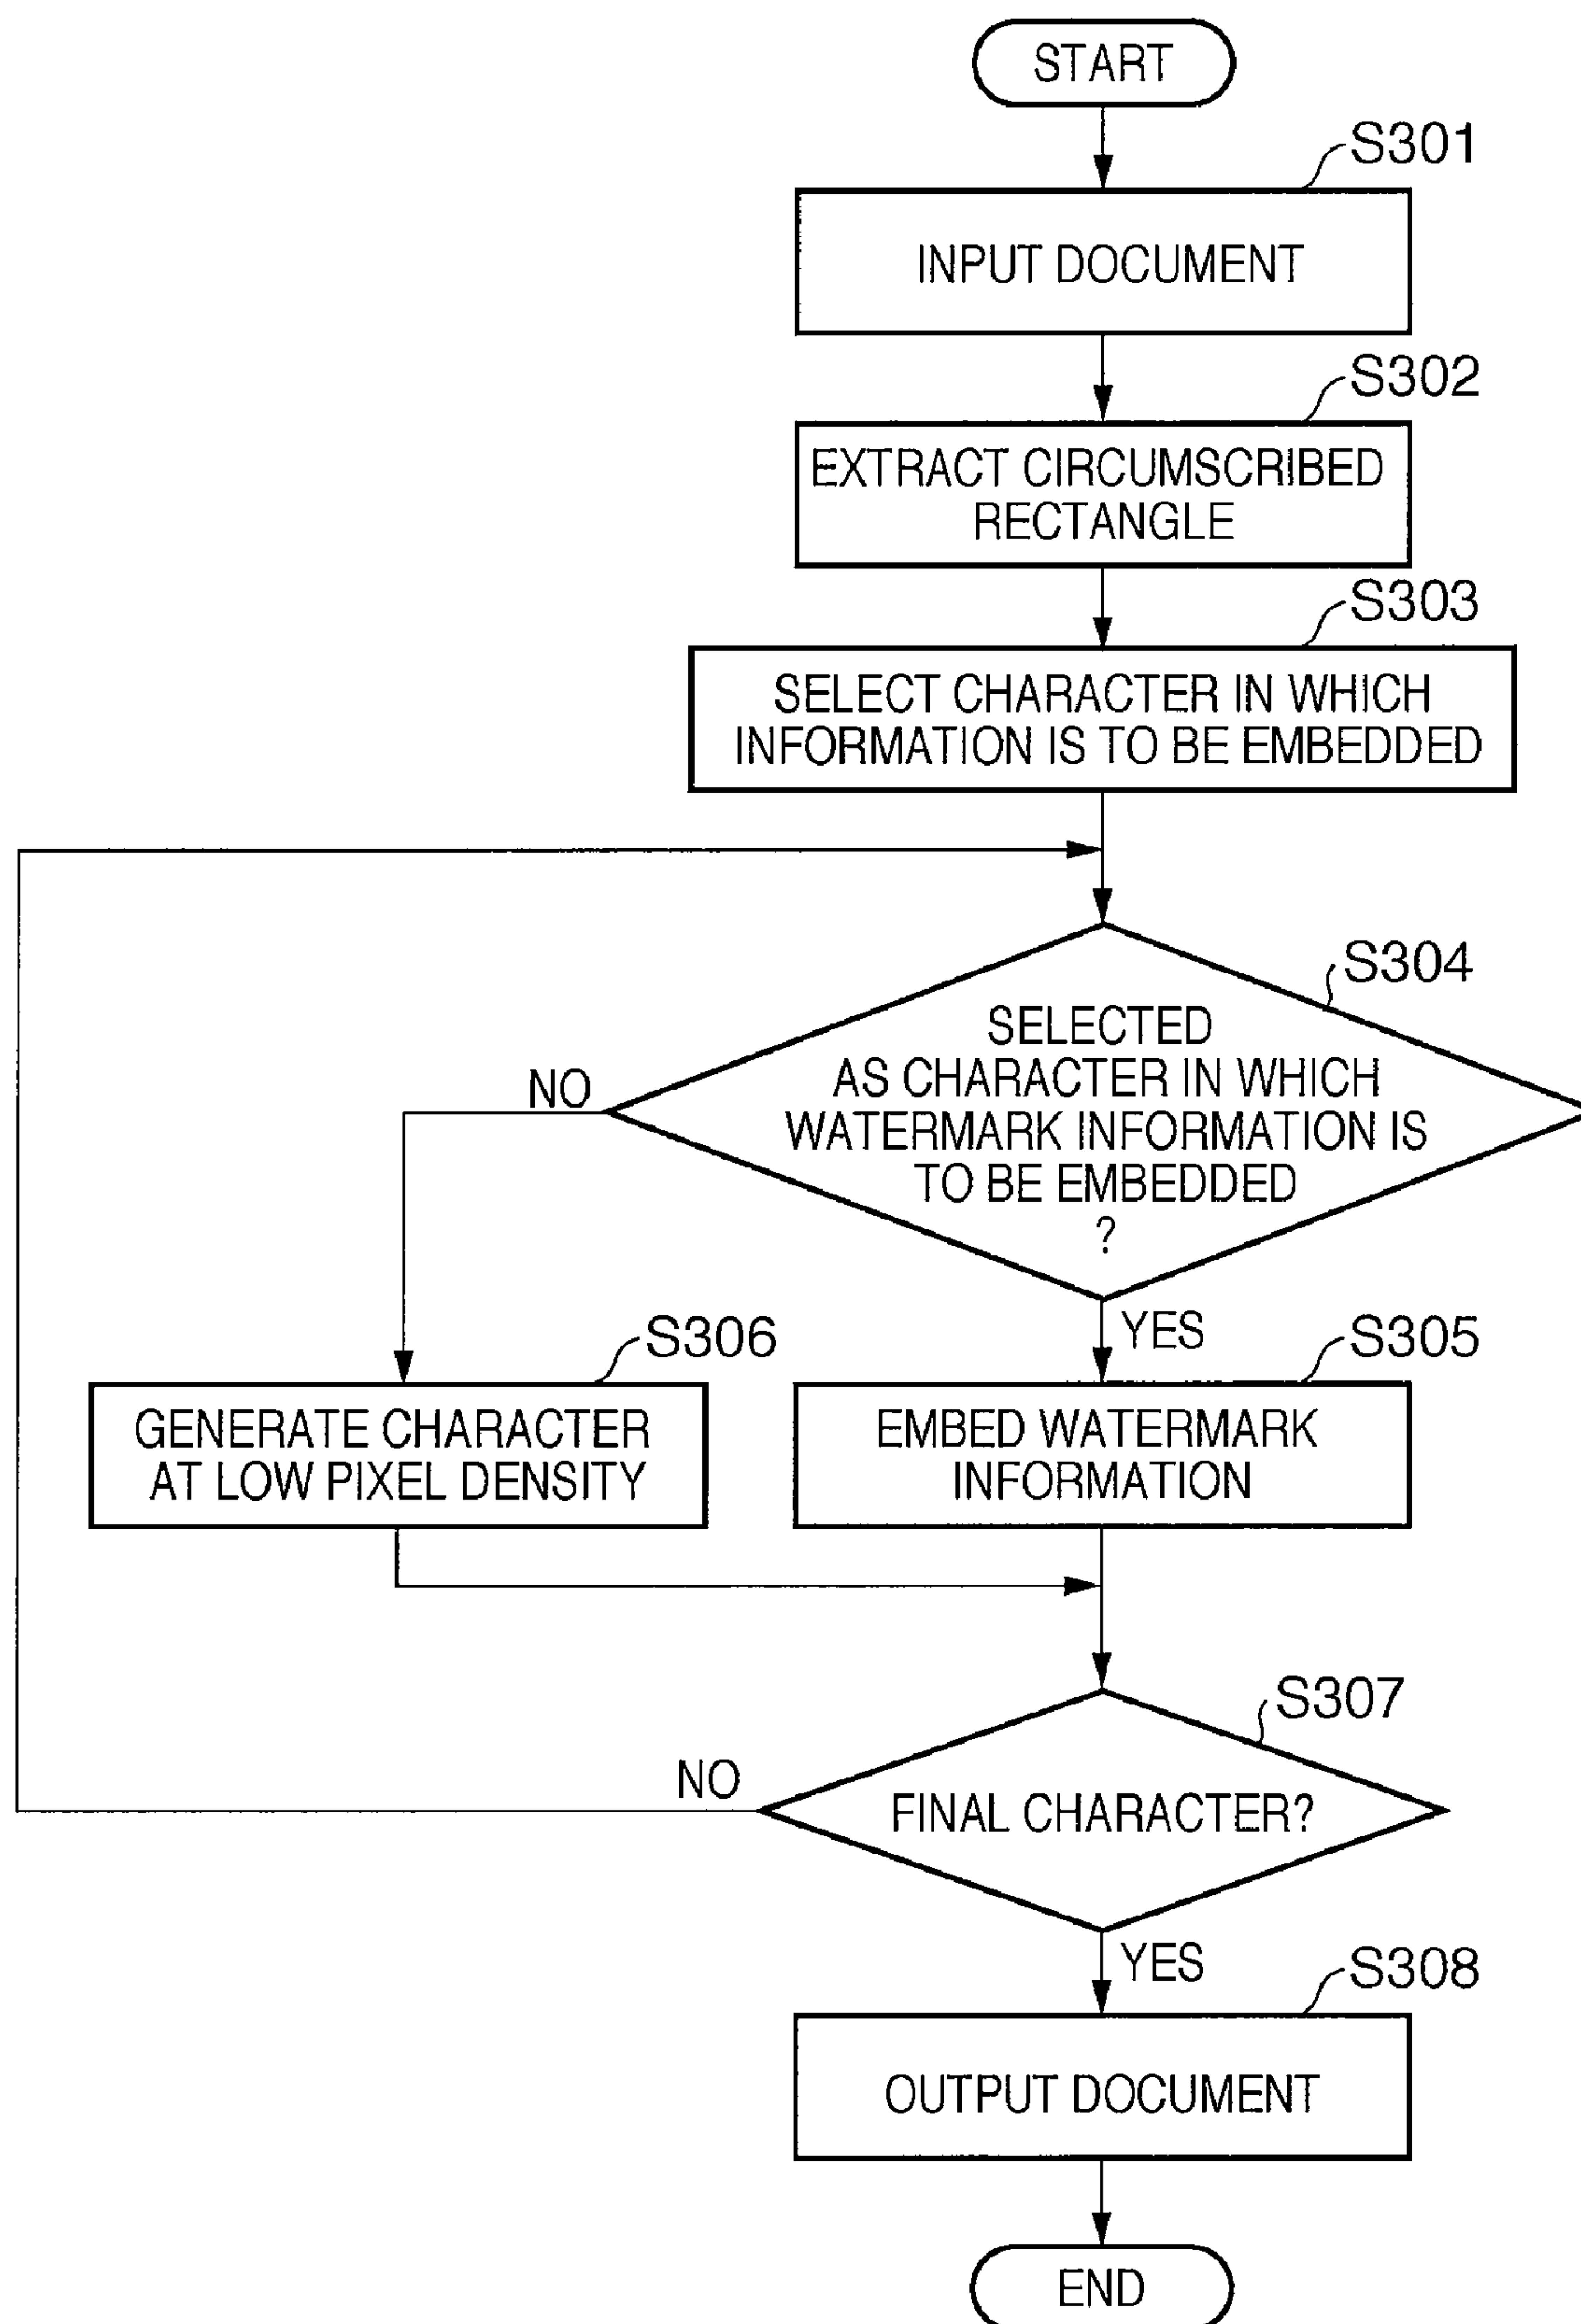 START
S301
INPUT DOCUMENT
S302
EXTRACT CIRCUMSCRIBED
RECTANGLE
S303
SELECT CHARACTER IN WHICH
INFORMATION IS TO BE EMBEDDED
S304
SELECTED
AS CHARACTER IN WHICH
WATERMARK INFORMATION IS
TO BE EMBEDDED
?
NO
YES
S306
S305
GENERATE CHARACTER
AT LOW PIXEL DENSITY
EMBED WATERMARK
INFORMATION
S307
NO
FINAL CHARACTER?
YES
S308
OUTPUT DOCUMENT
END